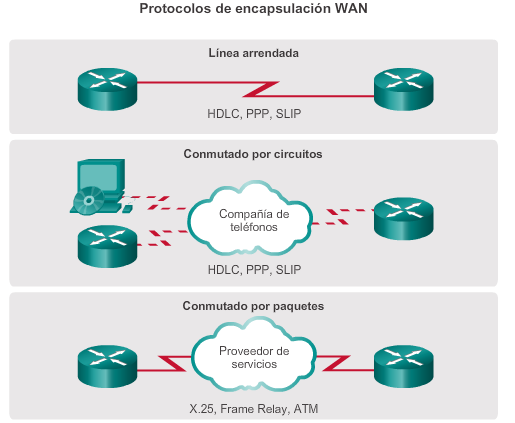 Protocolos de encapsulación WAN
Línea arrendada
HDLC, PPP, SLIP
Conmutado por circuitos
Compañía de
teléfonos
HDLC, PPP, SLIP
Conmutado por paquetes
Proveedor de
servicios
X.25, Frame Relay, ATM